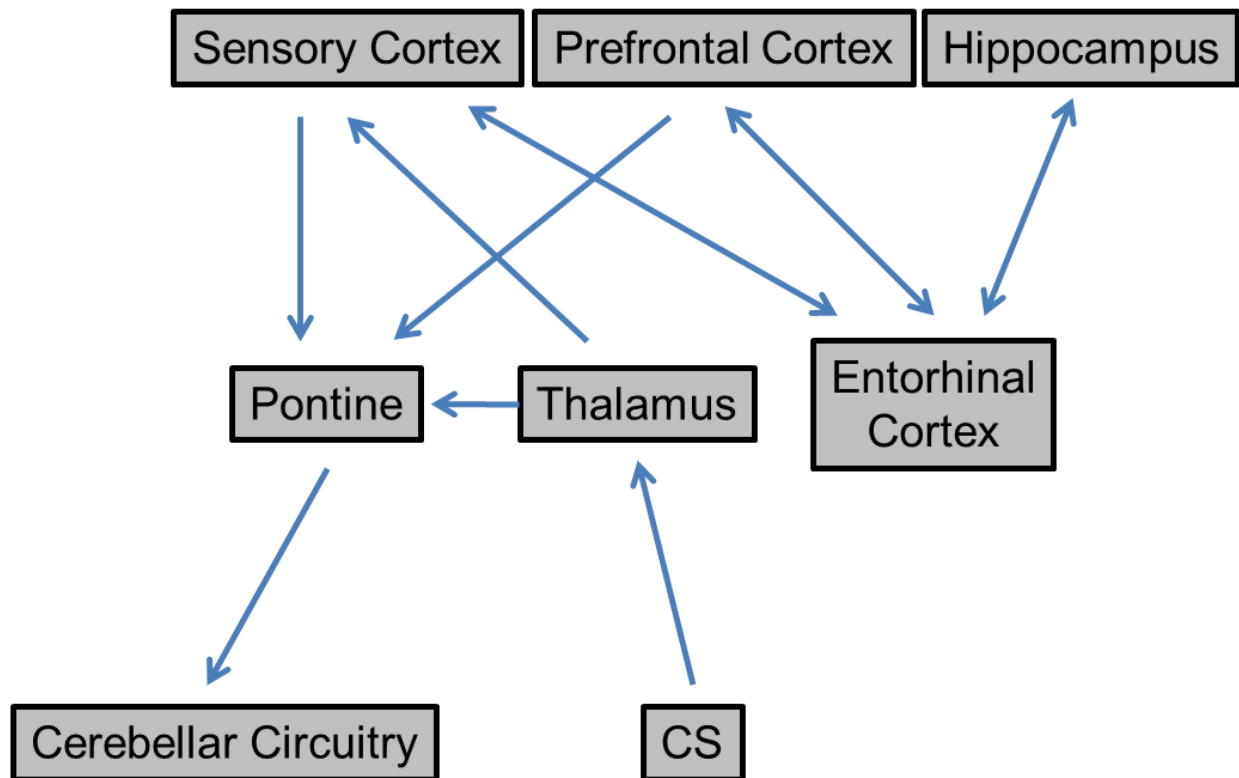 Sensory Cortex
Prefrontal Cortex
Hippocampus
Pontine
Thalamus
Entorhinal
Cortex
Cerebellar Circuitry
CS